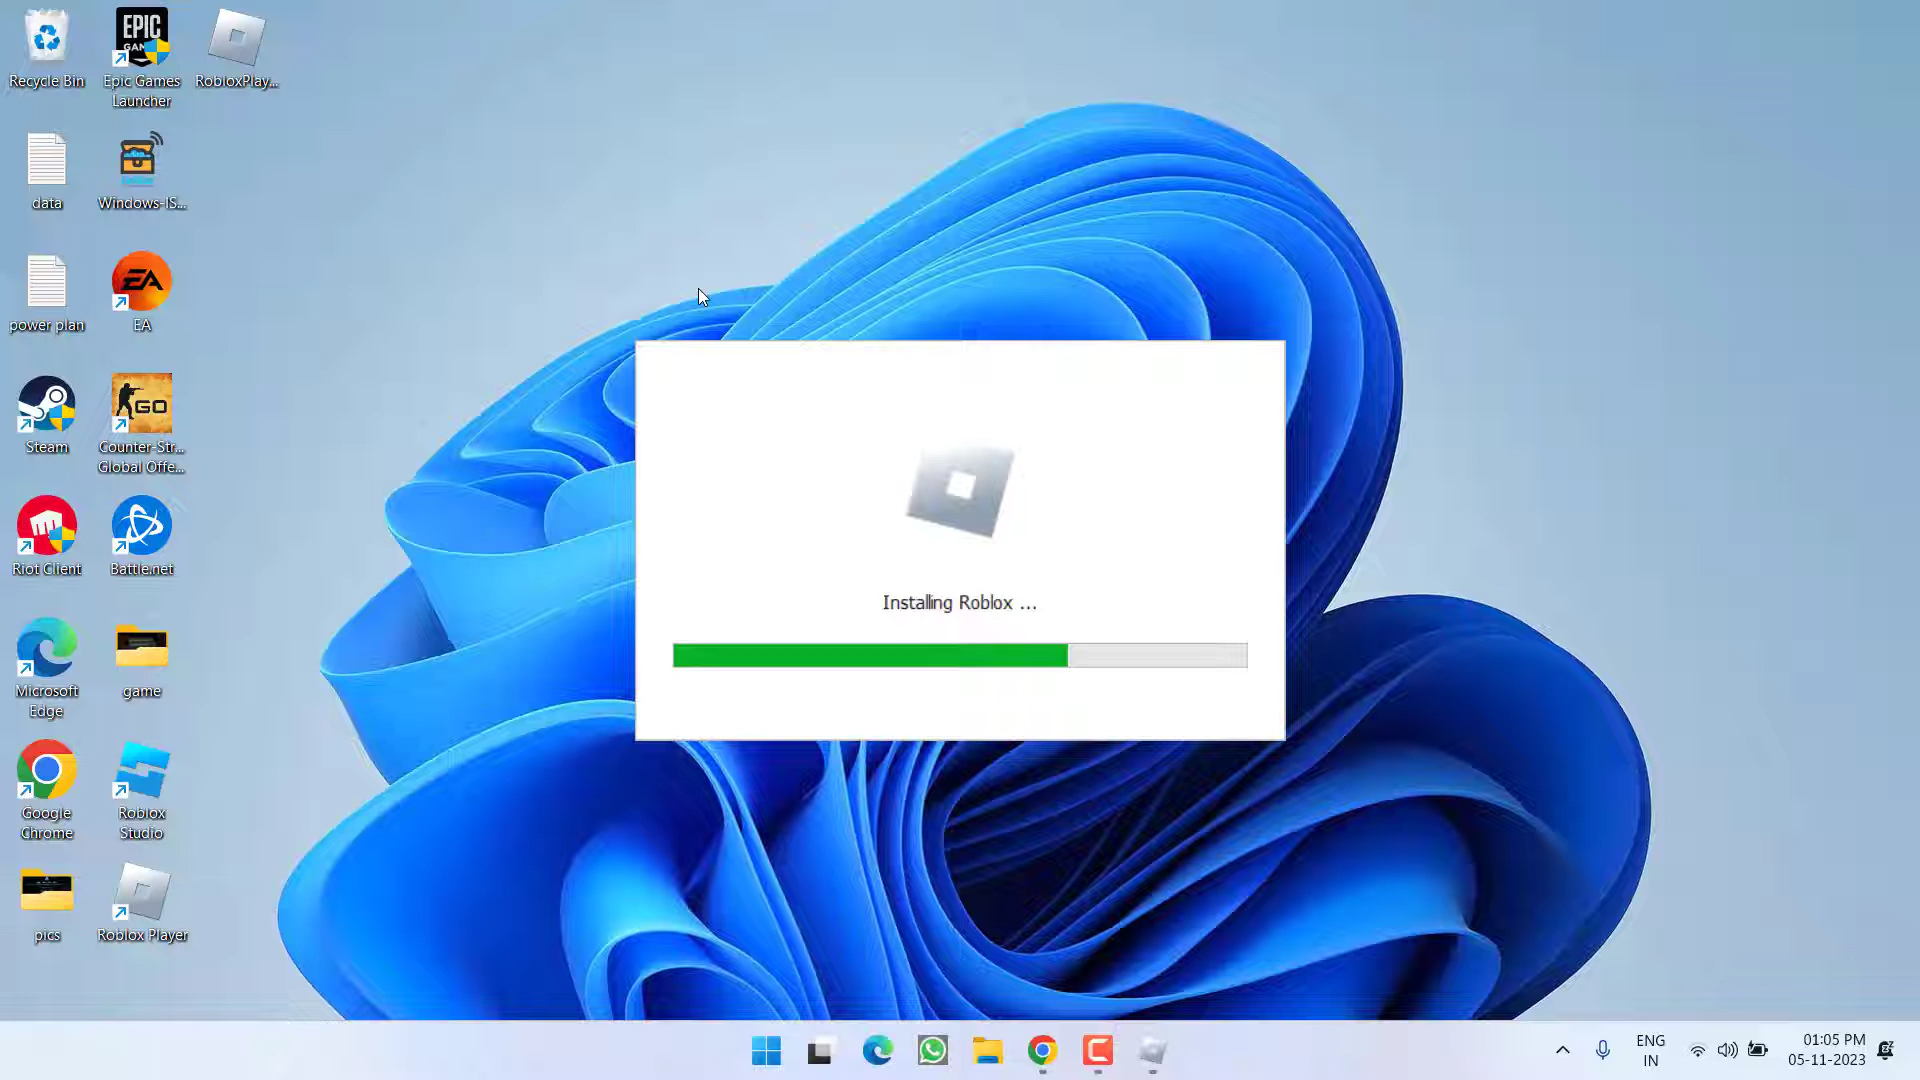 Recycle Bin
EPIC
GAMES
Epic Games
Launcher
RobloxPlay...
data
Windows-IS...
power plan
EA
EA
Steam
GO
Counter-Str...
Global Offe...
Riot Client
Battle.net
Microsoft
Edge
game
Google
Chrome
Roblox
Studio
pics
Roblox Player
Installing Roblox ...
ENG
IN
01:05 PM
05-11-2023